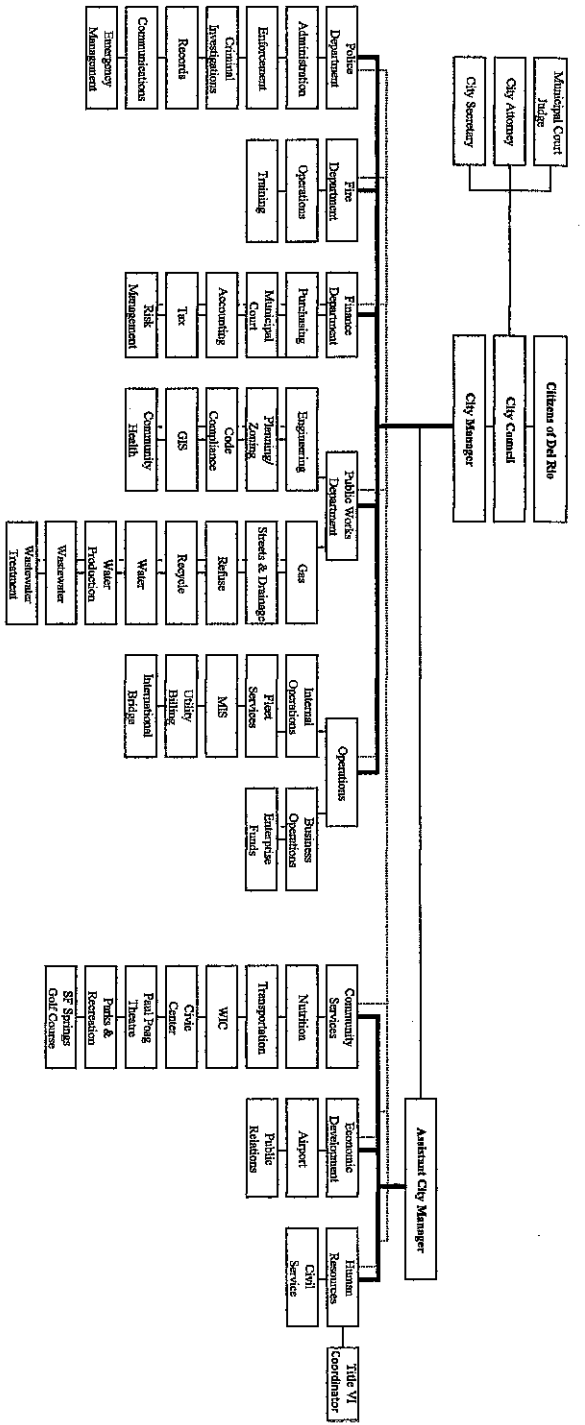 Citizens of Del Rio
City Council
City Manager
Municipal Court
Judge
City Attorney
City Secretary
Assistant City Manager
Police
Department
Administration
Enforcement
Criminal
Investigations
Records
Communications
Emergency
Management
Fire
Department
Operations
Training
Finance
Department
Purchasing
Municipal
Court
Accounting
Tax
Risk
Management
Public Works
Department
Engineering
Planning/
Zoning
Code
Compliance
GIS
Community
Health
Gas
Streets & Drainage
Refuse
Recycle
Water
Water
Production
Wastewater
Wastewater
Treatment
Operations
Internal
Operations
Fleet
Services
MIS
Utility
Billing
International
Bridge
Business
Operations
Enterprise
Funds
Community
Services
Nutrition
Transportation
WIC
Civic
Center
Paul Poag
Theatre
Parks &
Recreation
SF Springs
Golf Course
Economic
Development
Airport
Public
Relations
Human
Resources
Civil
Service
Title VI
Coordinator